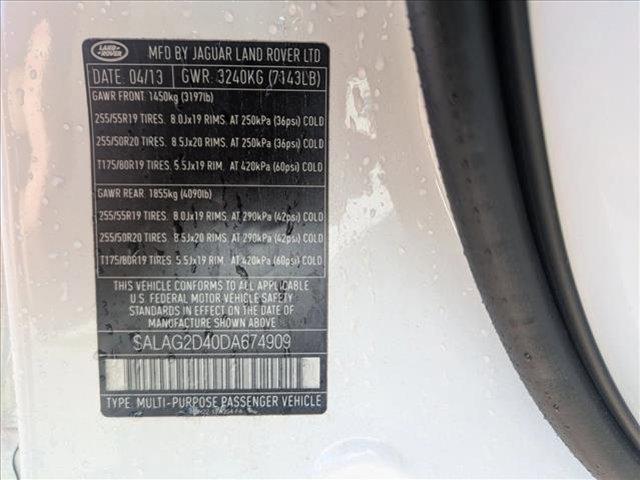 LAND ROVER
MFD BY JAGUAR LAND ROVER LTD
DATE: 04/13 GWR: 3240KG (7143LB)
GAWR FRONT: 1450kg (3197lb)
255/55R19 TIRES. 8.0Jx19 RIMS. AT 250kPa (36psi) COLD
255/50R20 TIRES. 8.5Jx20 RIMS. AT 250kPa (36psi) COLD
T175/80R19 TIRES. 5.5Jx19 RIM. AT 420kPa (60psi) COLD
GAWR REAR: 1855kg (4090lb)
255/55R19 TIRES. 8.0Jx19 RIMS. AT 290kPa (42psi) COLD
255/50R20 TIRES. 8.5Jx20 RIMS. AT 290kPa (42psi) COLD
T175/80R19 TIRES. 5.5Jx19 RIM. AT 420kPa (60psi) COLD
THIS VEHICLE CONFORMS TO ALL APPLICABLE
U.S. FEDERAL MOTOR VEHICLE SAFETY
STANDARDS IN EFFECT ON THE DATE OF
MANUFACTURE SHOWN ABOVE
SALAG2D40DA674909
TYPE: MULTI-PURPOSE PASSENGER VEHICLE